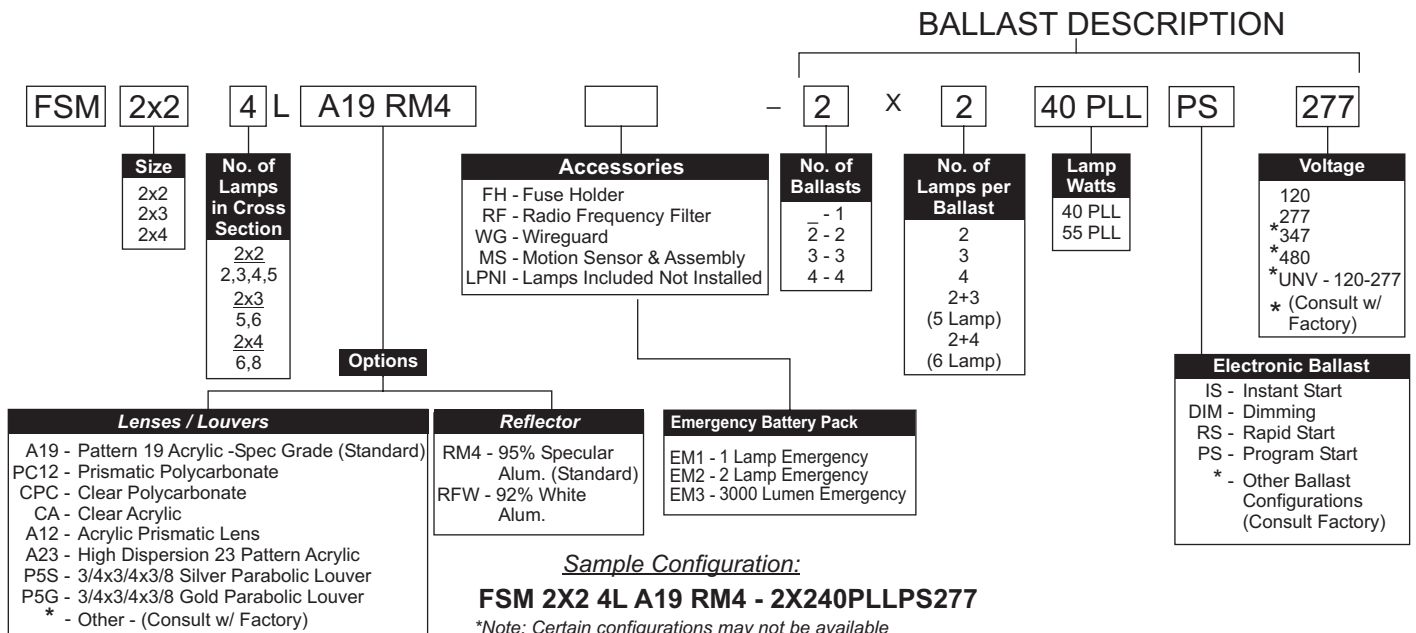 BALLAST DESCRIPTION
FSM 2x2 4 L A19 RM4 – 2 X 2 40 PLL PS 277
Size
2x2
2x3
2x4
No. of
Lamps
in Cross
Section
2x2
2,3,4,5
2x3
5,6
2x4
6,8
Accessories
FH - Fuse Holder
RF - Radio Frequency Filter
WG - Wireguard
MS - Motion Sensor & Assembly
LPNI - Lamps Included Not Installed
No. of
Ballasts
_ - 1
2 - 2
3 - 3
4 - 4
No. of
Lamps per
Ballast
2
3
4
2+3
(5 Lamp)
2+4
(6 Lamp)
Lamp
Watts
40 PLL
55 PLL
Voltage
120
277
*347
*480
*UNV - 120-277
* (Consult w/
Factory)
Options
Lenses / Louvers
A19 - Pattern 19 Acrylic -Spec Grade (Standard)
PC12 - Prismatic Polycarbonate
CPC - Clear Polycarbonate
CA - Clear Acrylic
A12 - Acrylic Prismatic Lens
A23 - High Dispersion 23 Pattern Acrylic
P5S - 3/4x3/4x3/8 Silver Parabolic Louver
P5G - 3/4x3/4x3/8 Gold Parabolic Louver
* - Other - (Consult w/ Factory)
Reflector
RM4 - 95% Specular
Alum. (Standard)
RFW - 92% White
Alum.
Emergency Battery Pack
EM1 - 1 Lamp Emergency
EM2 - 2 Lamp Emergency
EM3 - 3000 Lumen Emergency
Electronic Ballast
IS - Instant Start
DIM - Dimming
RS - Rapid Start
PS - Program Start
* - Other Ballast
Configurations
(Consult Factory)
Sample Configuration:
FSM 2X2 4L A19 RM4 - 2X240PLLPS277
*Note: Certain configurations may not be available